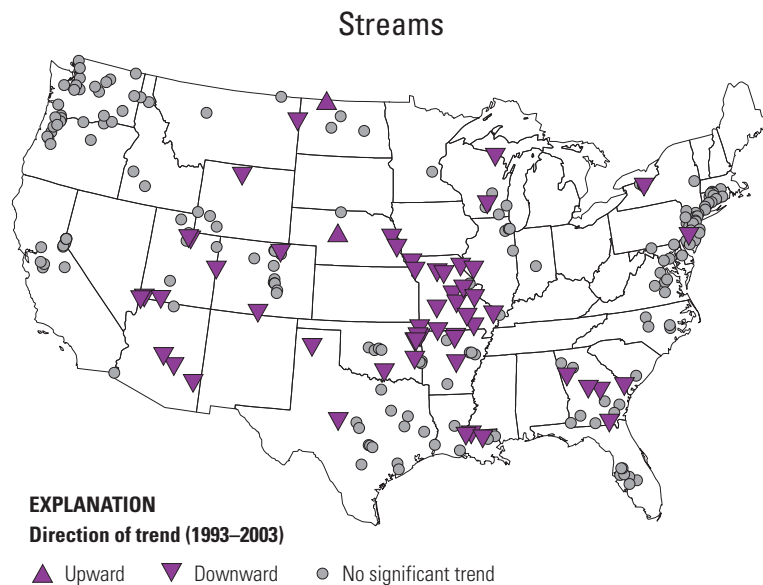 Streams
EXPLANATION
Direction of trend (1993–2003)
Upward Downward No significant trend